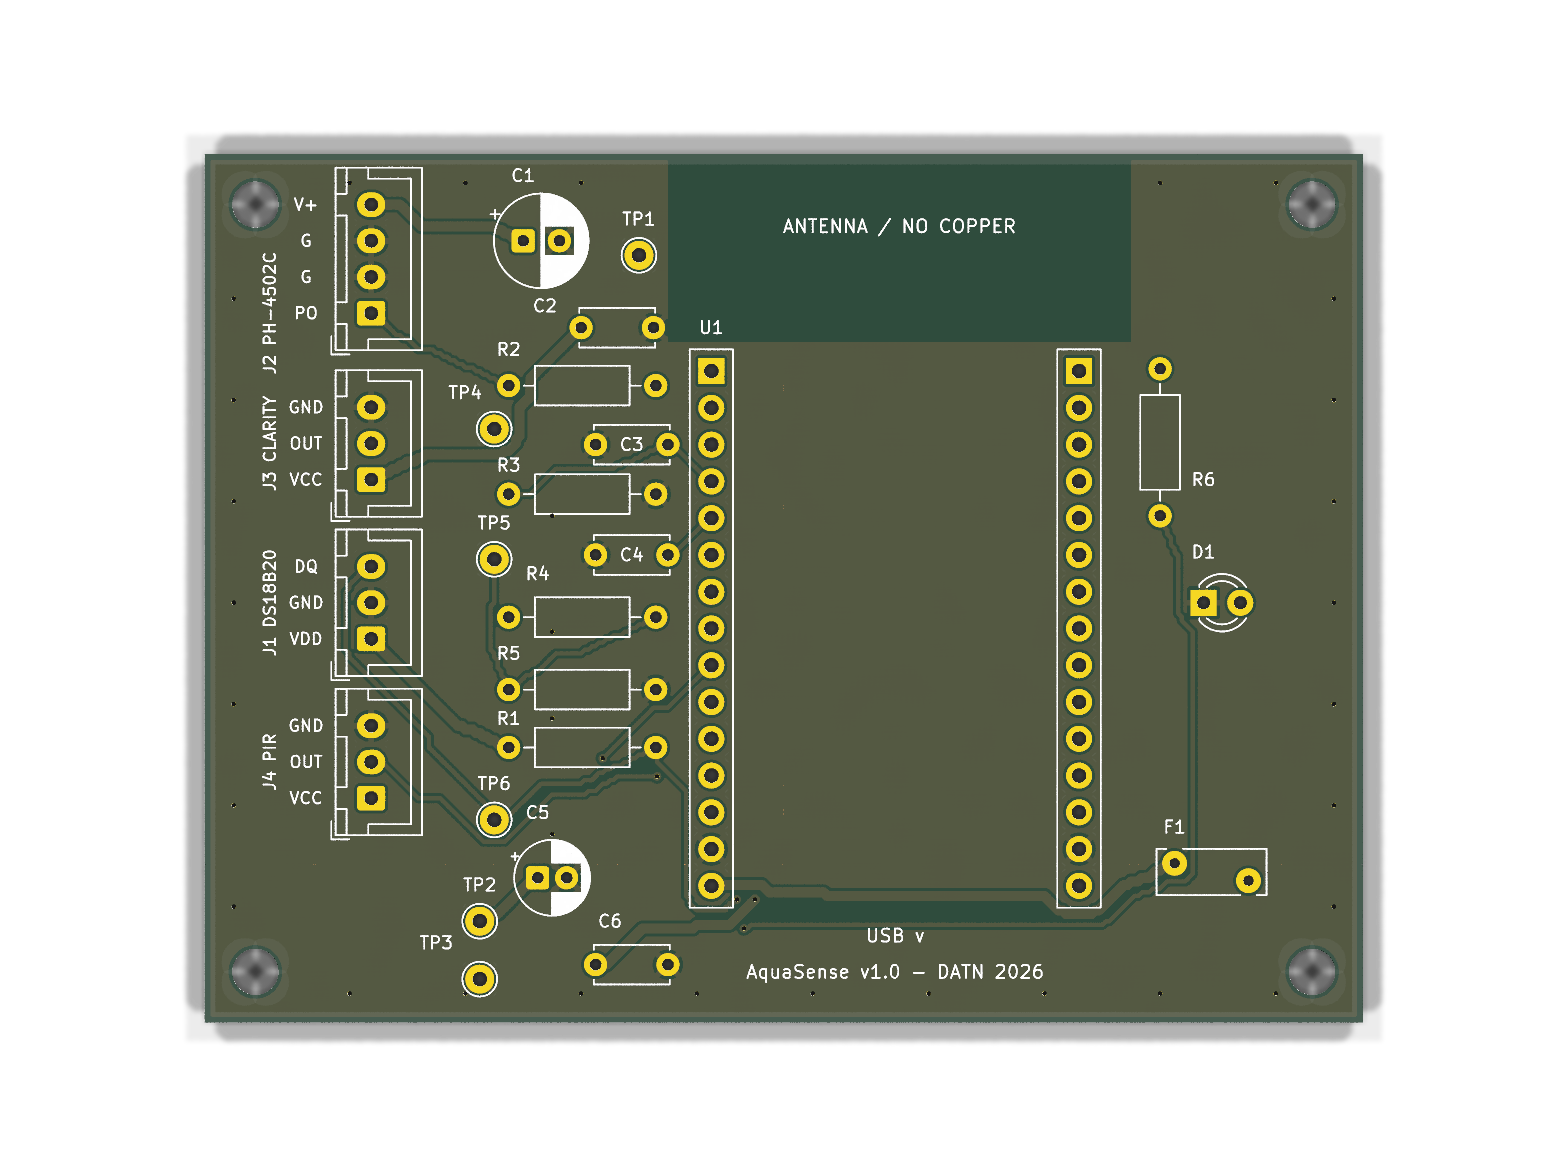 C1
V+
+
TP1
ANTENNA / NO COPPER
G
G
J2 PH-4502C
C2
PO
U1
R2
TP4
GND
J3 CLARITY
OUT
C3
R3
VCC
R6
TP5
D1
C4
DQ
R4
J1 DS18B20
GND
VDD
R5
R1
GND
J4 PIR
OUT
TP6
VCC
C5
F1
+
TP2
C6
TP3
USB v
AquaSense v1.0 – DATN 2026